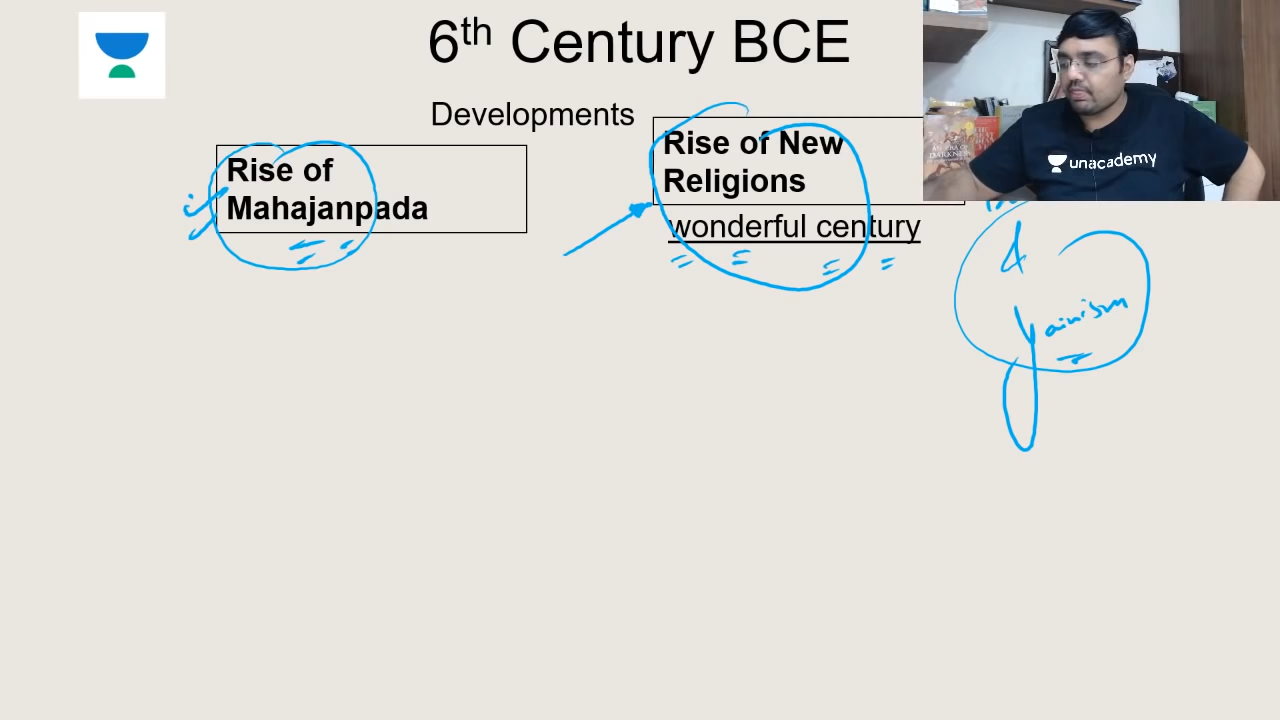 6th Century BCE
Developments
Rise of
Mahajanpada
Rise of New
Religions
wonderful century
unacademy
&
Jainism